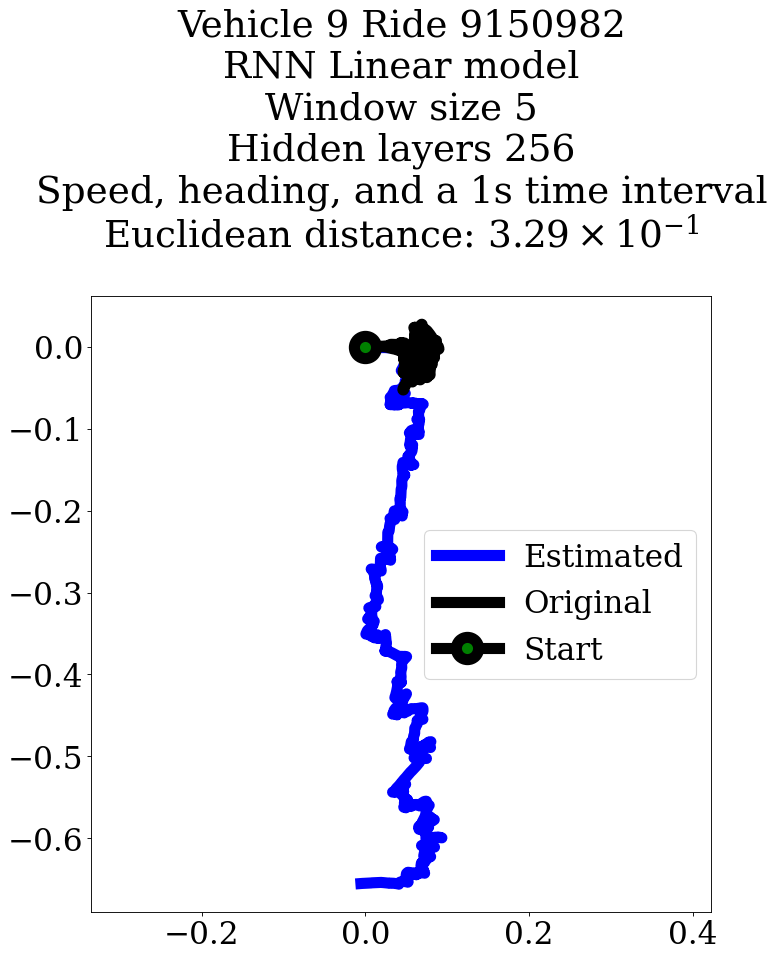 Vehicle 9 Ride 9150982
RNN Linear model
Window size 5
Hidden layers 256
Speed, heading, and a 1s time interval
Euclidean distance: 3.29 × 10⁻¹
0.0
−0.1
−0.2
−0.3
−0.4
−0.5
−0.6
Estimated
Original
Start
−0.2 0.0 0.2 0.4